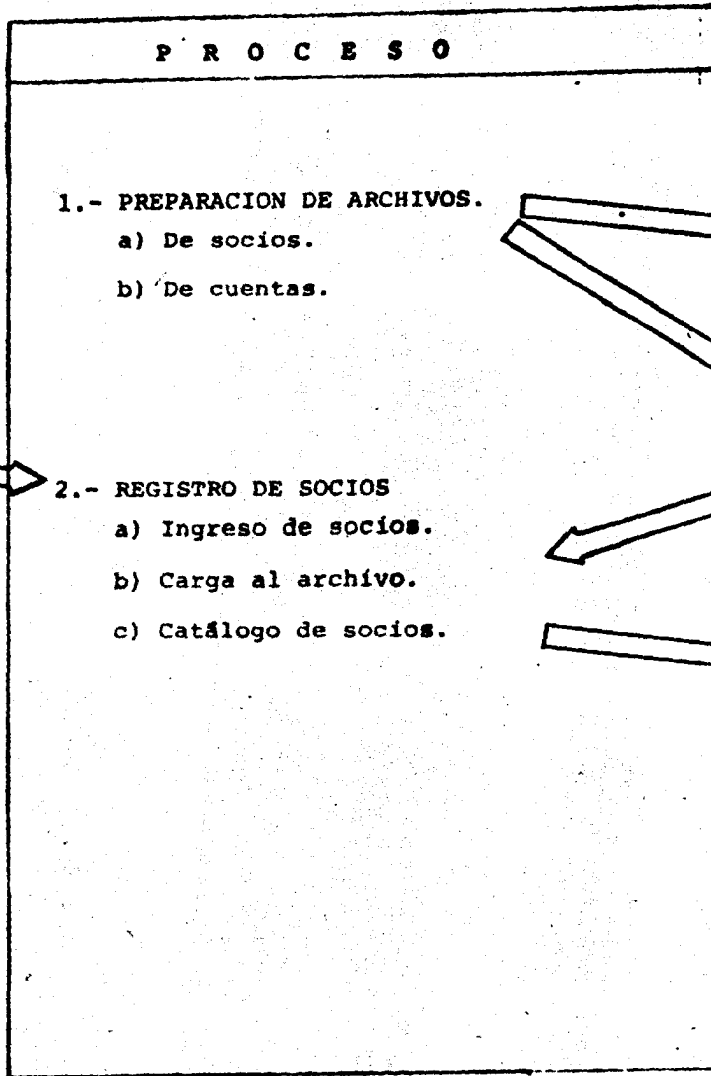 P R O C E S O
1.- PREPARACION DE ARCHIVOS.
a) De socios.
b) De cuentas.
2.- REGISTRO DE SOCIOS
a) Ingreso de socios.
b) Carga al archivo.
c) Catálogo de socios.